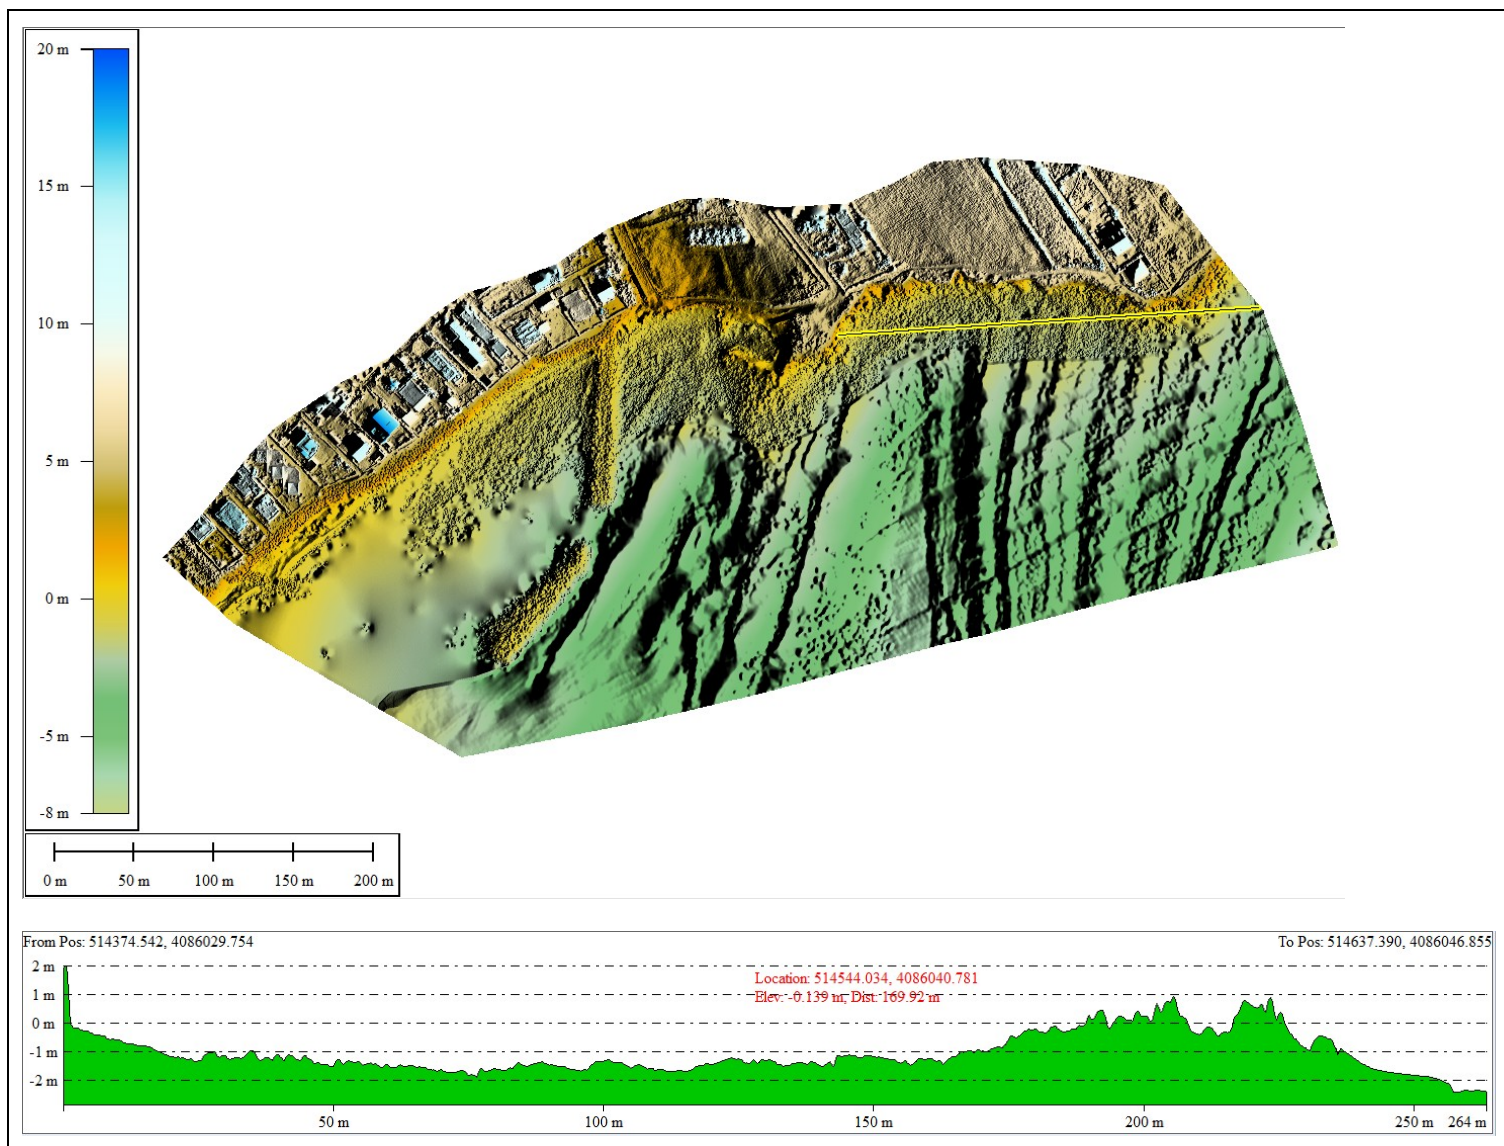 20 m
15 m
10 m
5 m
0 m
-5 m
-8 m
0 m 50 m 100 m 150 m 200 m
From Pos: 514374.542, 4086029.754 To Pos: 514637.390, 4086046.855
Location: 514544.034, 4086040.781
Elev: -0.139 m, Dist: 169.92 m
2 m
1 m
0 m
-1 m
-2 m
50 m 100 m 150 m 200 m 250 m 264 m